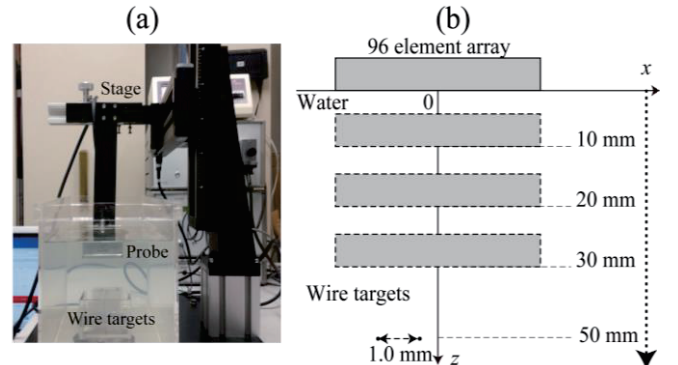 (a)
Stage
Probe
Wire targets
(b)
96 element array
x
Water
0
10 mm
20 mm
30 mm
Wire targets
50 mm
1.0 mm
z